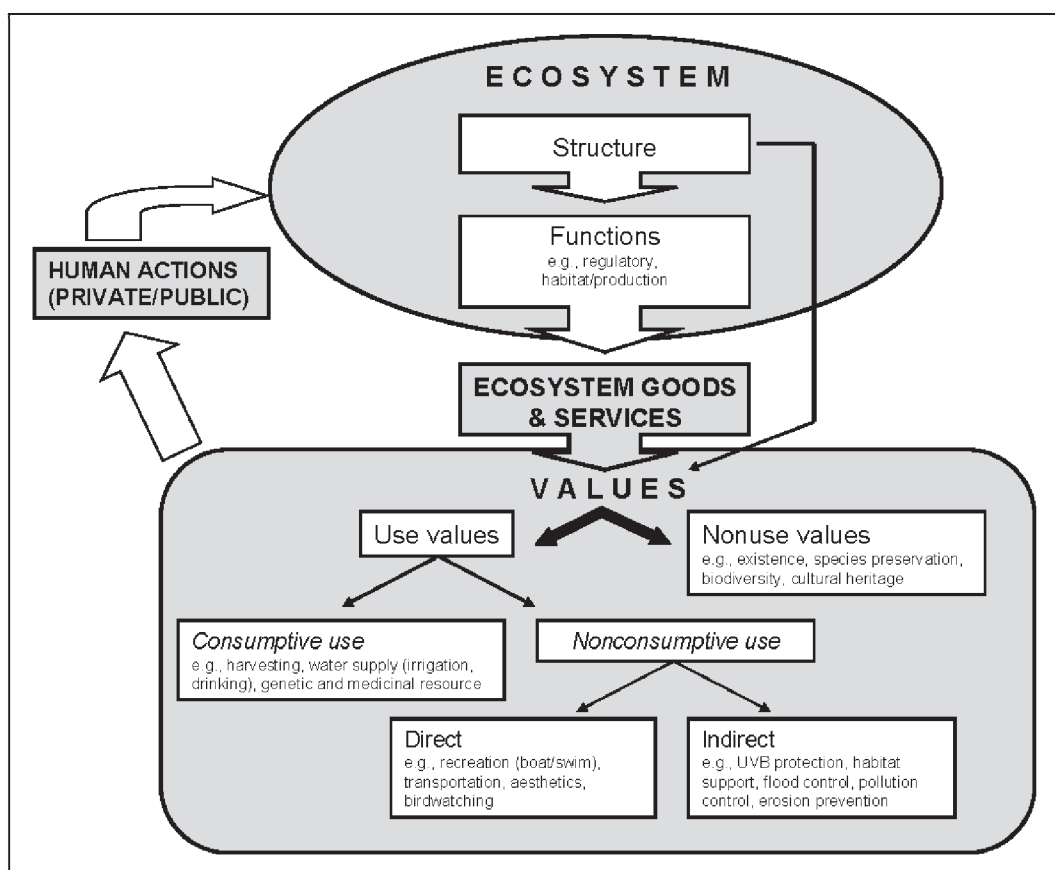 ECOSYSTEM
Structure
Functions
e.g., regulatory,
habitat/production
HUMAN ACTIONS
(PRIVATE/PUBLIC)
ECOSYSTEM GOODS
& SERVICES
VALUES
Use values
Nonuse values
e.g., existence, species preservation,
biodiversity, cultural heritage
Consumptive use
e.g., harvesting, water supply (irrigation,
drinking), genetic and medicinal resource
Nonconsumptive use
Direct
e.g., recreation (boat/swim),
transportation, aesthetics,
birdwatching
Indirect
e.g., UVB protection, habitat
support, flood control, pollution
control, erosion prevention